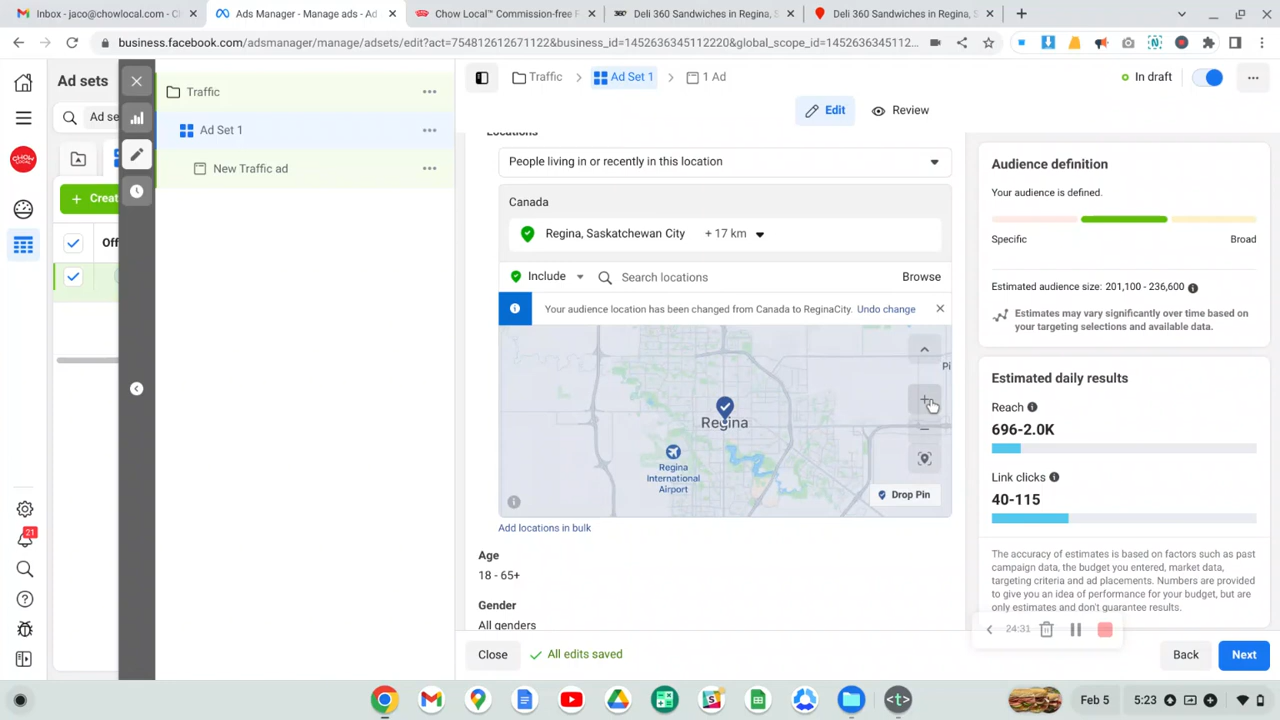 Inbox - jaco@chowlocal.com - C
Ads Manager - Manage ads - Ad
Chow Local™ Commission-free F
Deli 360 Sandwiches in Regina, S
Deli 360 Sandwiches in Regina, S
business.facebook.com/adsmanager/manage/adsets/edit?act=754812612671122&business_id=1452636345112220&global_scope_id=1452636345112...
Ad sets
Traffic
Traffic
Ad Set 1
1 Ad
In draft
Ad se
Edit
Review
Ad Set 1
New Traffic ad
CHOW
LOCAL
+ Creat
Off
Locations
People living in or recently in this location
Canada
Regina, Saskatchewan City + 17 km
Include
Search locations
Browse
Your audience location has been changed from Canada to ReginaCity. Undo change
Pi
Regina
Regina
International
Airport
Drop Pin
Add locations in bulk
Age
18 - 65+
Gender
All genders
Audience definition
Your audience is defined.
Specific
Broad
Estimated audience size: 201,100 - 236,600
Estimates may vary significantly over time based on
your targeting selections and available data.
Estimated daily results
Reach
696-2.0K
Link clicks
40-115
The accuracy of estimates is based on factors such as past
campaign data, the budget you entered, market data,
targeting criteria and ad placements. Numbers are provided
to give you an idea of performance for your budget, but are
only estimates and don't guarantee results.
24:31
21
Close
All edits saved
Back
Next
Feb 5
5:23